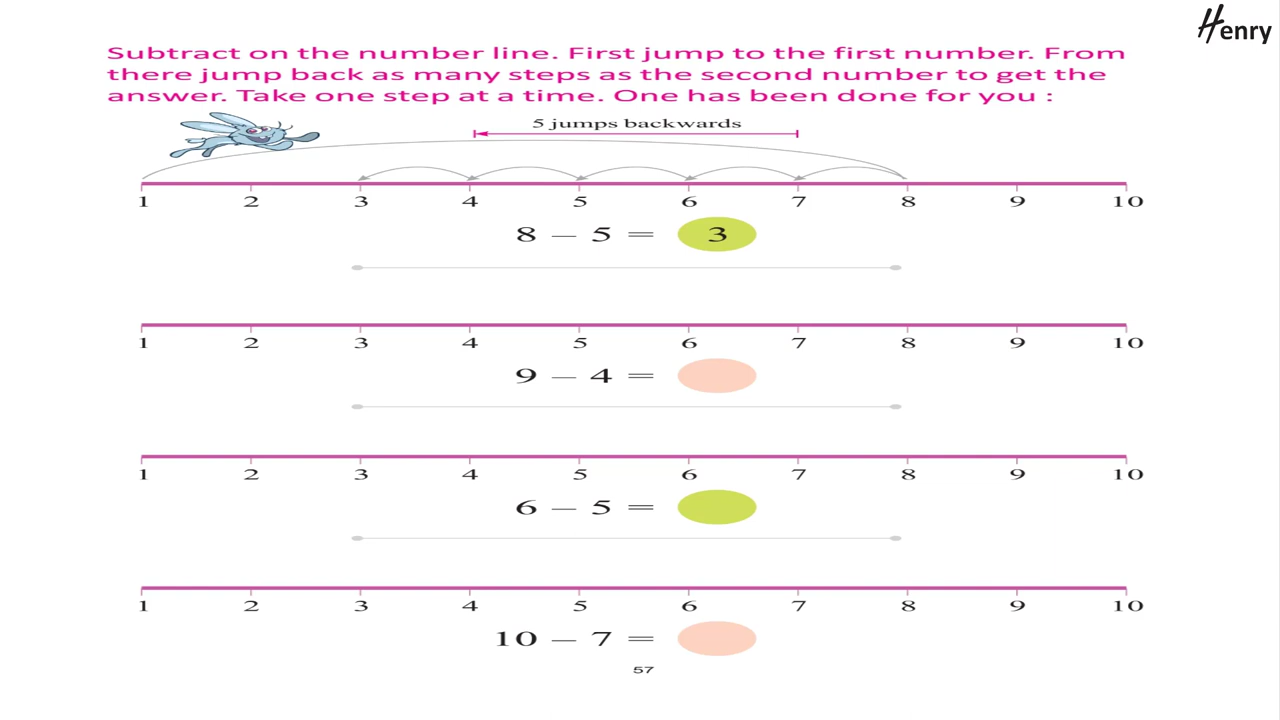 Henry
Subtract on the number line. First jump to the first number. From
there jump back as many steps as the second number to get the
answer. Take one step at a time. One has been done for you :
5 jumps backwards
1 2 3 4 5 6 7 8 9 10
8 – 5 = 3
1 2 3 4 5 6 7 8 9 10
9 – 4 =
1 2 3 4 5 6 7 8 9 10
6 – 5 =
1 2 3 4 5 6 7 8 9 10
10 – 7 =
57